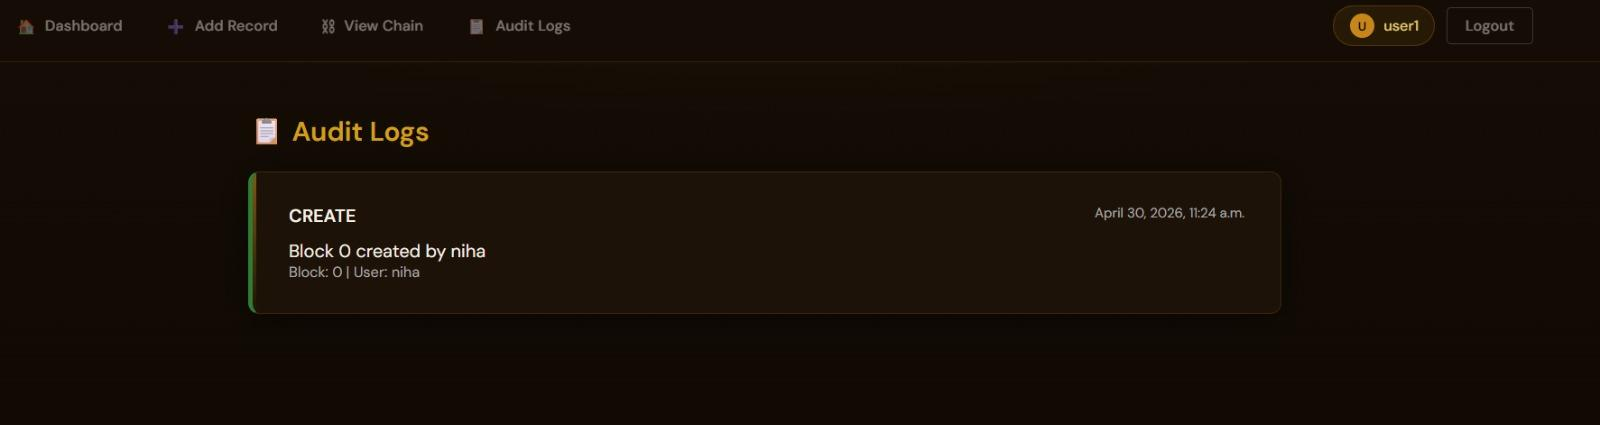 Dashboard Add Record View Chain Audit Logs U user1 Logout
Audit Logs
CREATE April 30, 2026, 11:24 a.m.
Block 0 created by niha
Block: 0 | User: niha